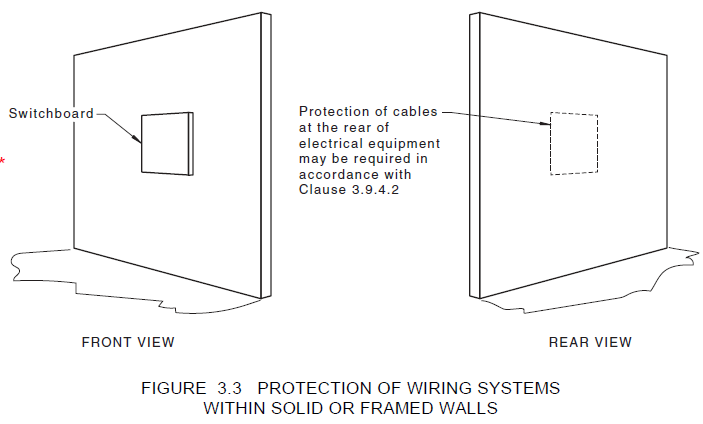 Switchboard
Protection of cables
at the rear of
electrical equipment
may be required in
accordance with
Clause 3.9.4.2
*
FRONT VIEW
REAR VIEW
FIGURE 3.3 PROTECTION OF WIRING SYSTEMS
WITHIN SOLID OR FRAMED WALLS